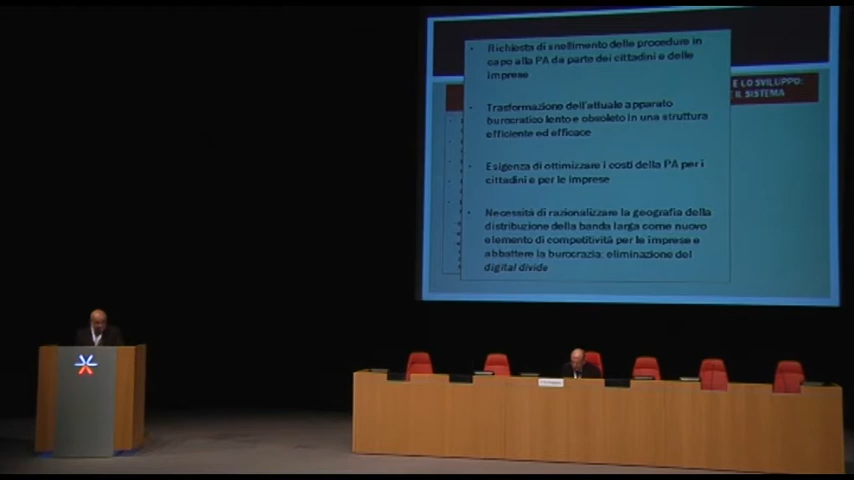 E LO SVILUPPO:
IL SISTEMA
• Richiesta di snellimento delle procedure in
capo alla PA da parte dei cittadini e delle
imprese
• Trasformazione dell'attuale apparato
burocratico lento e obsoleto in una struttura
efficiente ed efficace
• Esigenza di ottimizzare i costi della PA per i
cittadini e per le imprese
• Necessità di razionalizzare la geografia della
distribuzione della banda larga come nuovo
elemento di competitività per le imprese e
abbattere la burocrazia: eliminazione del
digital divide